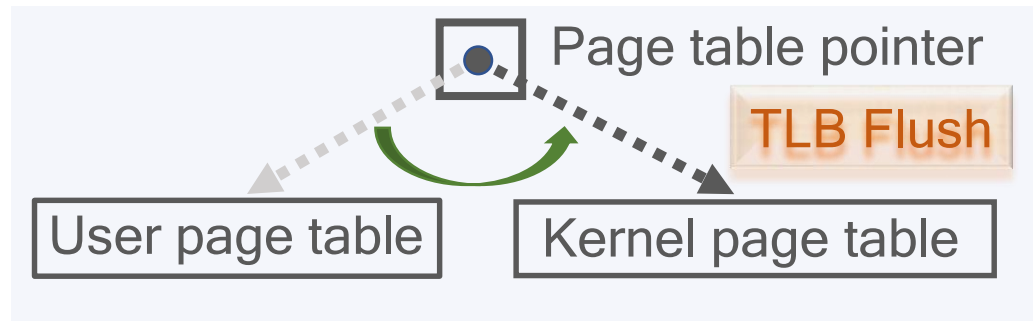 Page table pointer
TLB Flush
User page table
Kernel page table